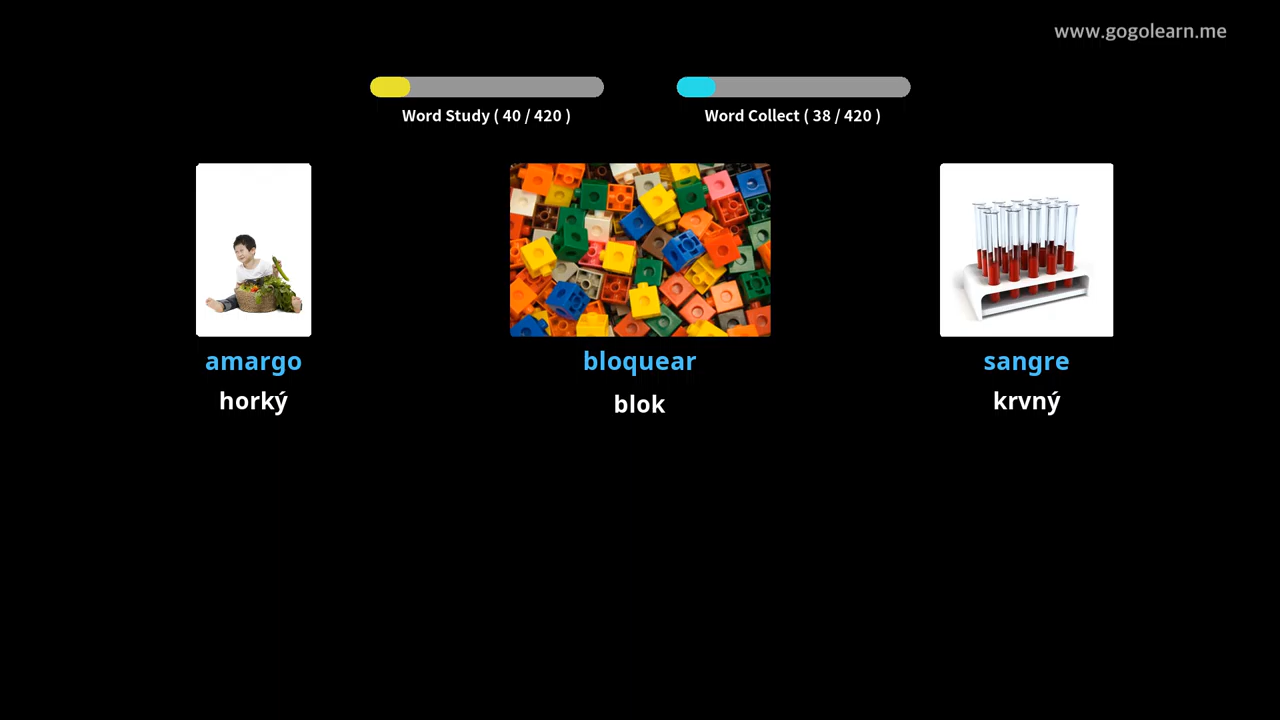 www.gogolearn.me
Word Study ( 40 / 420 )
Word Collect ( 38 / 420 )
amargo
bloquear
sangre
horký
blok
krvný